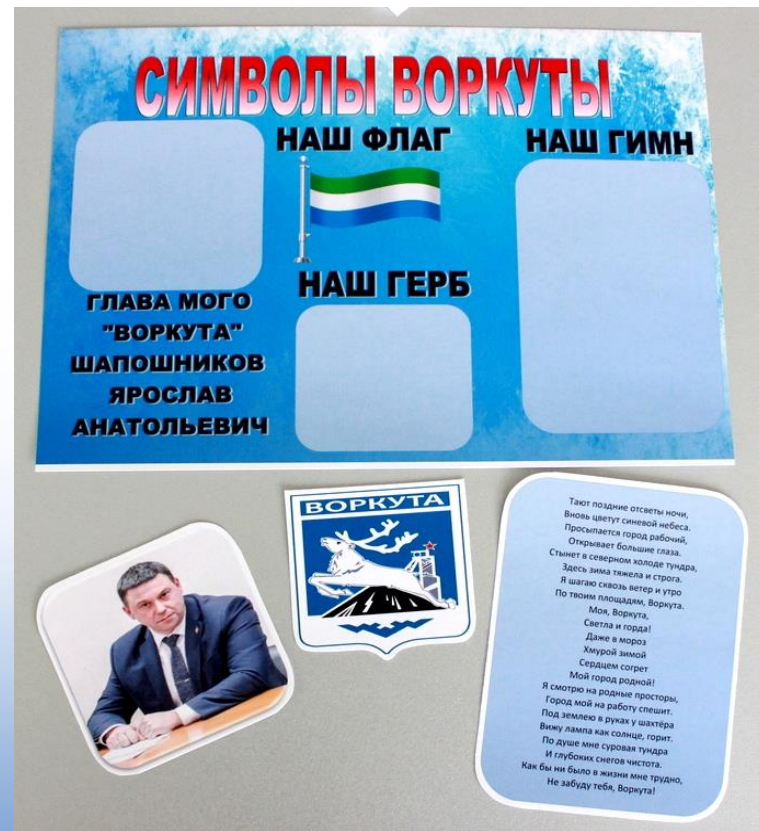 СИМВОЛЫ ВОРКУТЫ
НАШ ФЛАГ
НАШ ГИМН
НАШ ГЕРБ
ГЛАВА МОГО
"ВОРКУТА"
ШАПОШНИКОВ
ЯРОСЛАВ
АНАТОЛЬЕВИЧ
ВОРКУТА
Тают поздние отсветы ночи,
Вновь цветут синевой небеса.
Просыпается город рабочий,
Открывает большие глаза.
Стынет в северном холоде тундра,
Здесь зима тяжела и строга.
Я шагаю сквозь ветер и утро
По твоим площадям, Воркута.
Моя, Воркута,
Светла и горда!
Даже в мороз
Хмурой зимой
Сердцем согрет
Мой город родной!
Я смотрю на родные просторы,
Город мой на работу спешит.
Под землею в руках у шахтёра
Вижу лампа как солнце, горит.
По душе мне суровая тундра
И глубоких снегов чистота.
Как бы ни было в жизни мне трудно,
Не забуду тебя, Воркута!